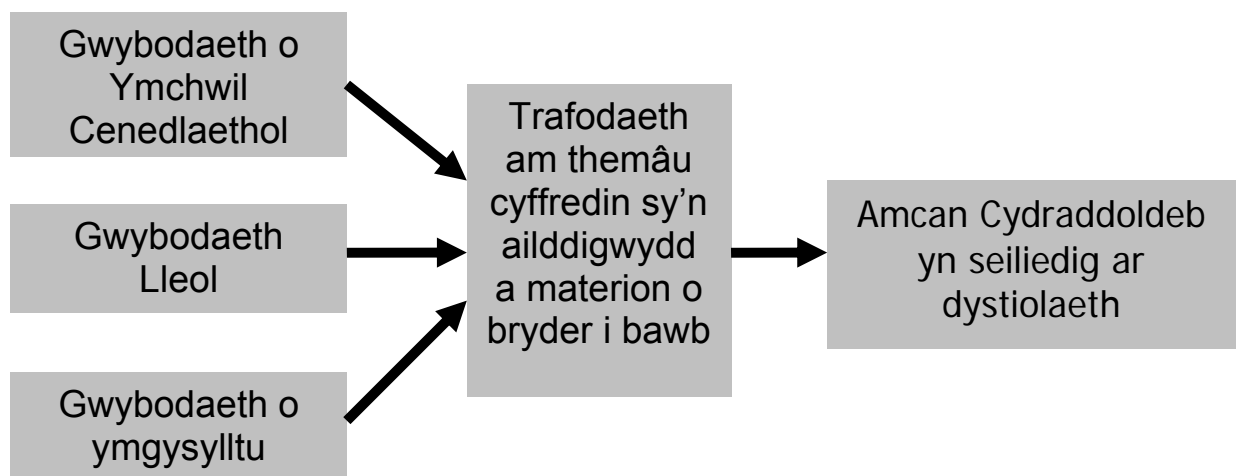 Gwybodaeth o
Ymchwil
Cenedlaethol
Gwybodaeth
Lleol
Gwybodaeth o
ymgysylltu
Trafodaeth
am themâu
cyffredin sy’n
ailddigwydd
a materion o
bryder i bawb
Amcan Cydraddoldeb
yn seiliedig ar
dystiolaeth